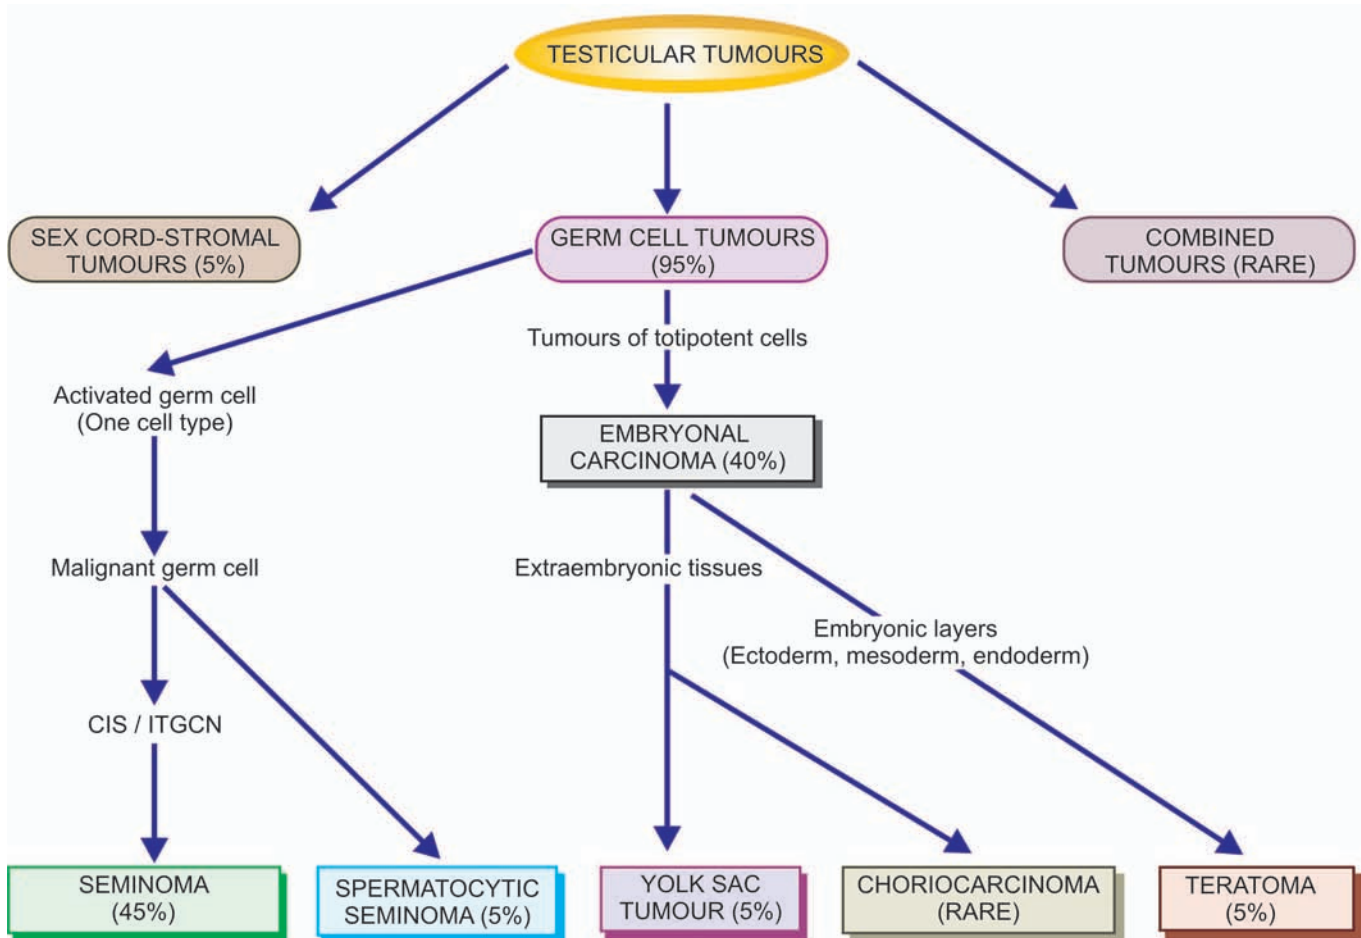 TESTICULAR TUMOURS
SEX CORD-STROMAL
TUMOURS (5%)
GERM CELL TUMOURS
(95%)
COMBINED
TUMOURS (RARE)
Tumours of totipotent cells
Activated germ cell
(One cell type)
EMBRYONAL
CARCINOMA (40%)
Malignant germ cell
Extraembryonic tissues
Embryonic layers
(Ectoderm, mesoderm, endoderm)
CIS / ITGCN
SEMINOMA
(45%)
SPERMATOCYTIC
SEMINOMA (5%)
YOLK SAC
TUMOUR (5%)
CHORIOCARCINOMA
(RARE)
TERATOMA
(5%)